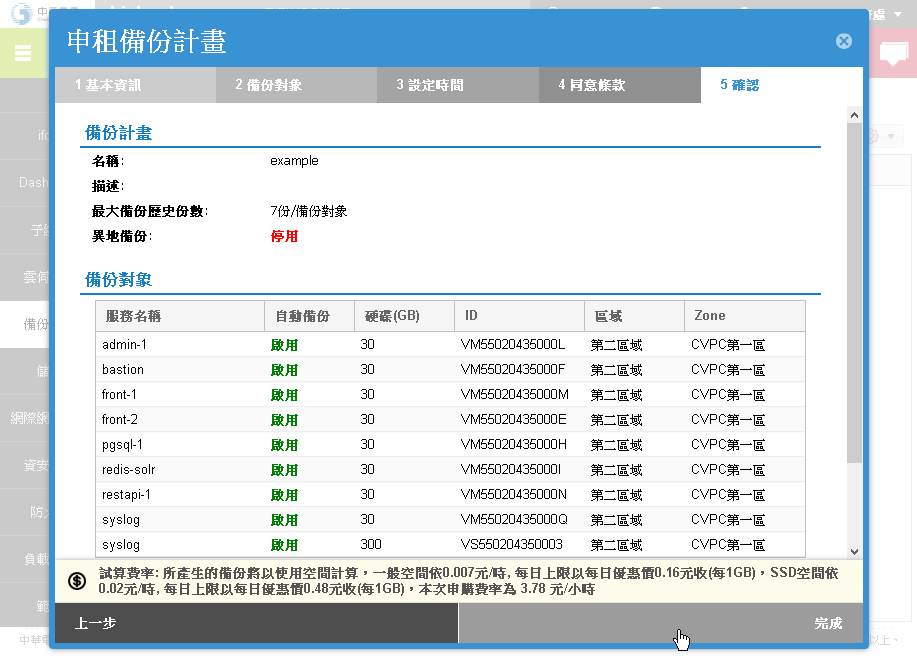 申租備份計畫
1 基本資訊
2 備份對象
3 設定時間
4 同意條款
5 確認
備份計畫
名稱: example
描述:
最大備份歷史份數: 7份/備份對象
異地備份: 停用
備份對象
服務名稱 自動備份 硬碟(GB) ID 區域 Zone
admin-1 啟用 30 VM55020435000L 第二區域 CVPC第一區
bastion 啟用 30 VM55020435000F 第二區域 CVPC第一區
front-1 啟用 30 VM55020435000M 第二區域 CVPC第一區
front-2 啟用 30 VM55020435000E 第二區域 CVPC第一區
pgsql-1 啟用 30 VM55020435000H 第二區域 CVPC第一區
redis-solr 啟用 30 VM55020435000I 第二區域 CVPC第一區
restapi-1 啟用 30 VM55020435000N 第二區域 CVPC第一區
syslog 啟用 30 VM55020435000Q 第二區域 CVPC第一區
syslog 啟用 300 VS550204350003 第二區域 CVPC第一區
試算費率: 所產生的備份將以使用空間計算，一般空間依0.007元/時, 每日上限以每日優惠價0.16元收(每1GB)，SSD空間依
0.02元/時, 每日上限以每日優惠價0.48元收(每1GB)，本次申購費率為 3.78 元/小時
上一步
完成
Dash
備份
網際網
資安
負載
以上、